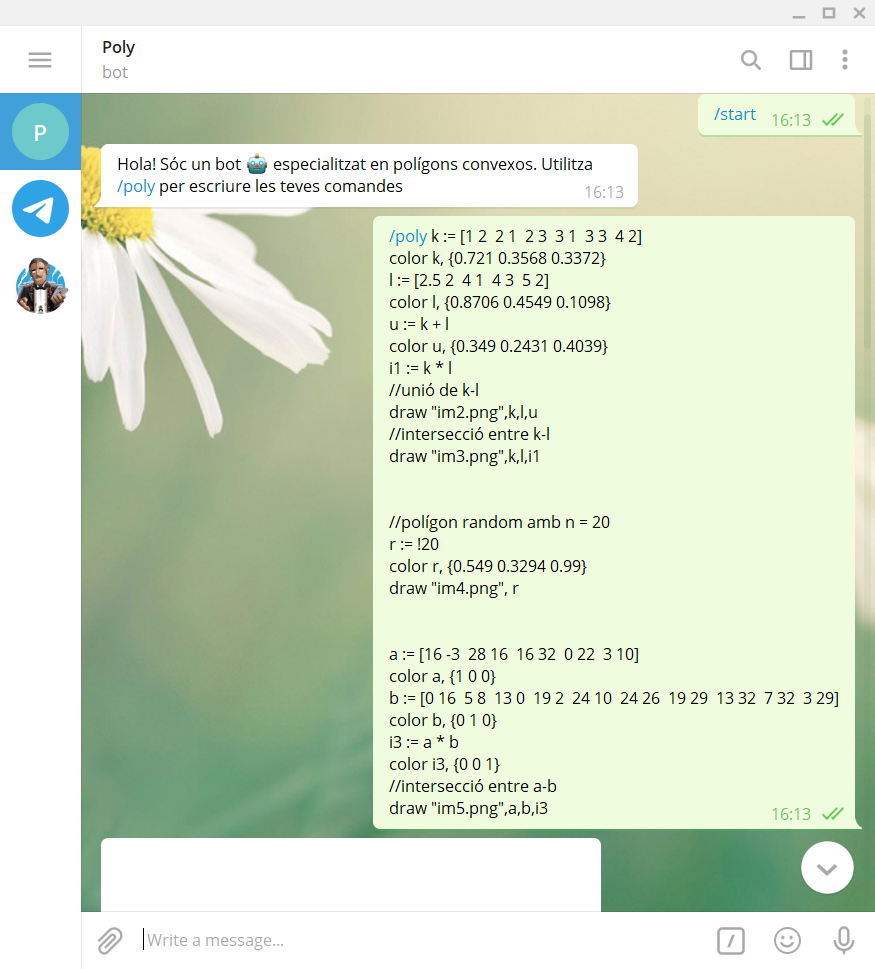 Poly
bot
P
/start 16:13
Hola! Sóc un bot 🤖 especialitzat en polígons convexos. Utilitza
/poly per escriure les teves comandes
16:13
/poly k := [1 2  2 1  2 3  3 1  3 3  4 2]
color k, {0.721 0.3568 0.3372}
l := [2.5 2  4 1  4 3  5 2]
color l, {0.8706 0.4549 0.1098}
u := k + l
color u, {0.349 0.2431 0.4039}
i1 := k * l
//unió de k-l
draw "im2.png",k,l,u
//intersecció entre k-l
draw "im3.png",k,l,i1
//polígon random amb n = 20
r := !20
color r, {0.549 0.3294 0.99}
draw "im4.png", r
a := [16 -3  28 16  16 32  0 22  3 10]
color a, {1 0 0}
b := [0 16  5 8  13 0  19 2  24 10  24 26  19 29  13 32  7 32  3 29]
color b, {0 1 0}
i3 := a * b
color i3, {0 0 1}
//intersecció entre a-b
draw "im5.png",a,b,i3
16:13
Write a message...